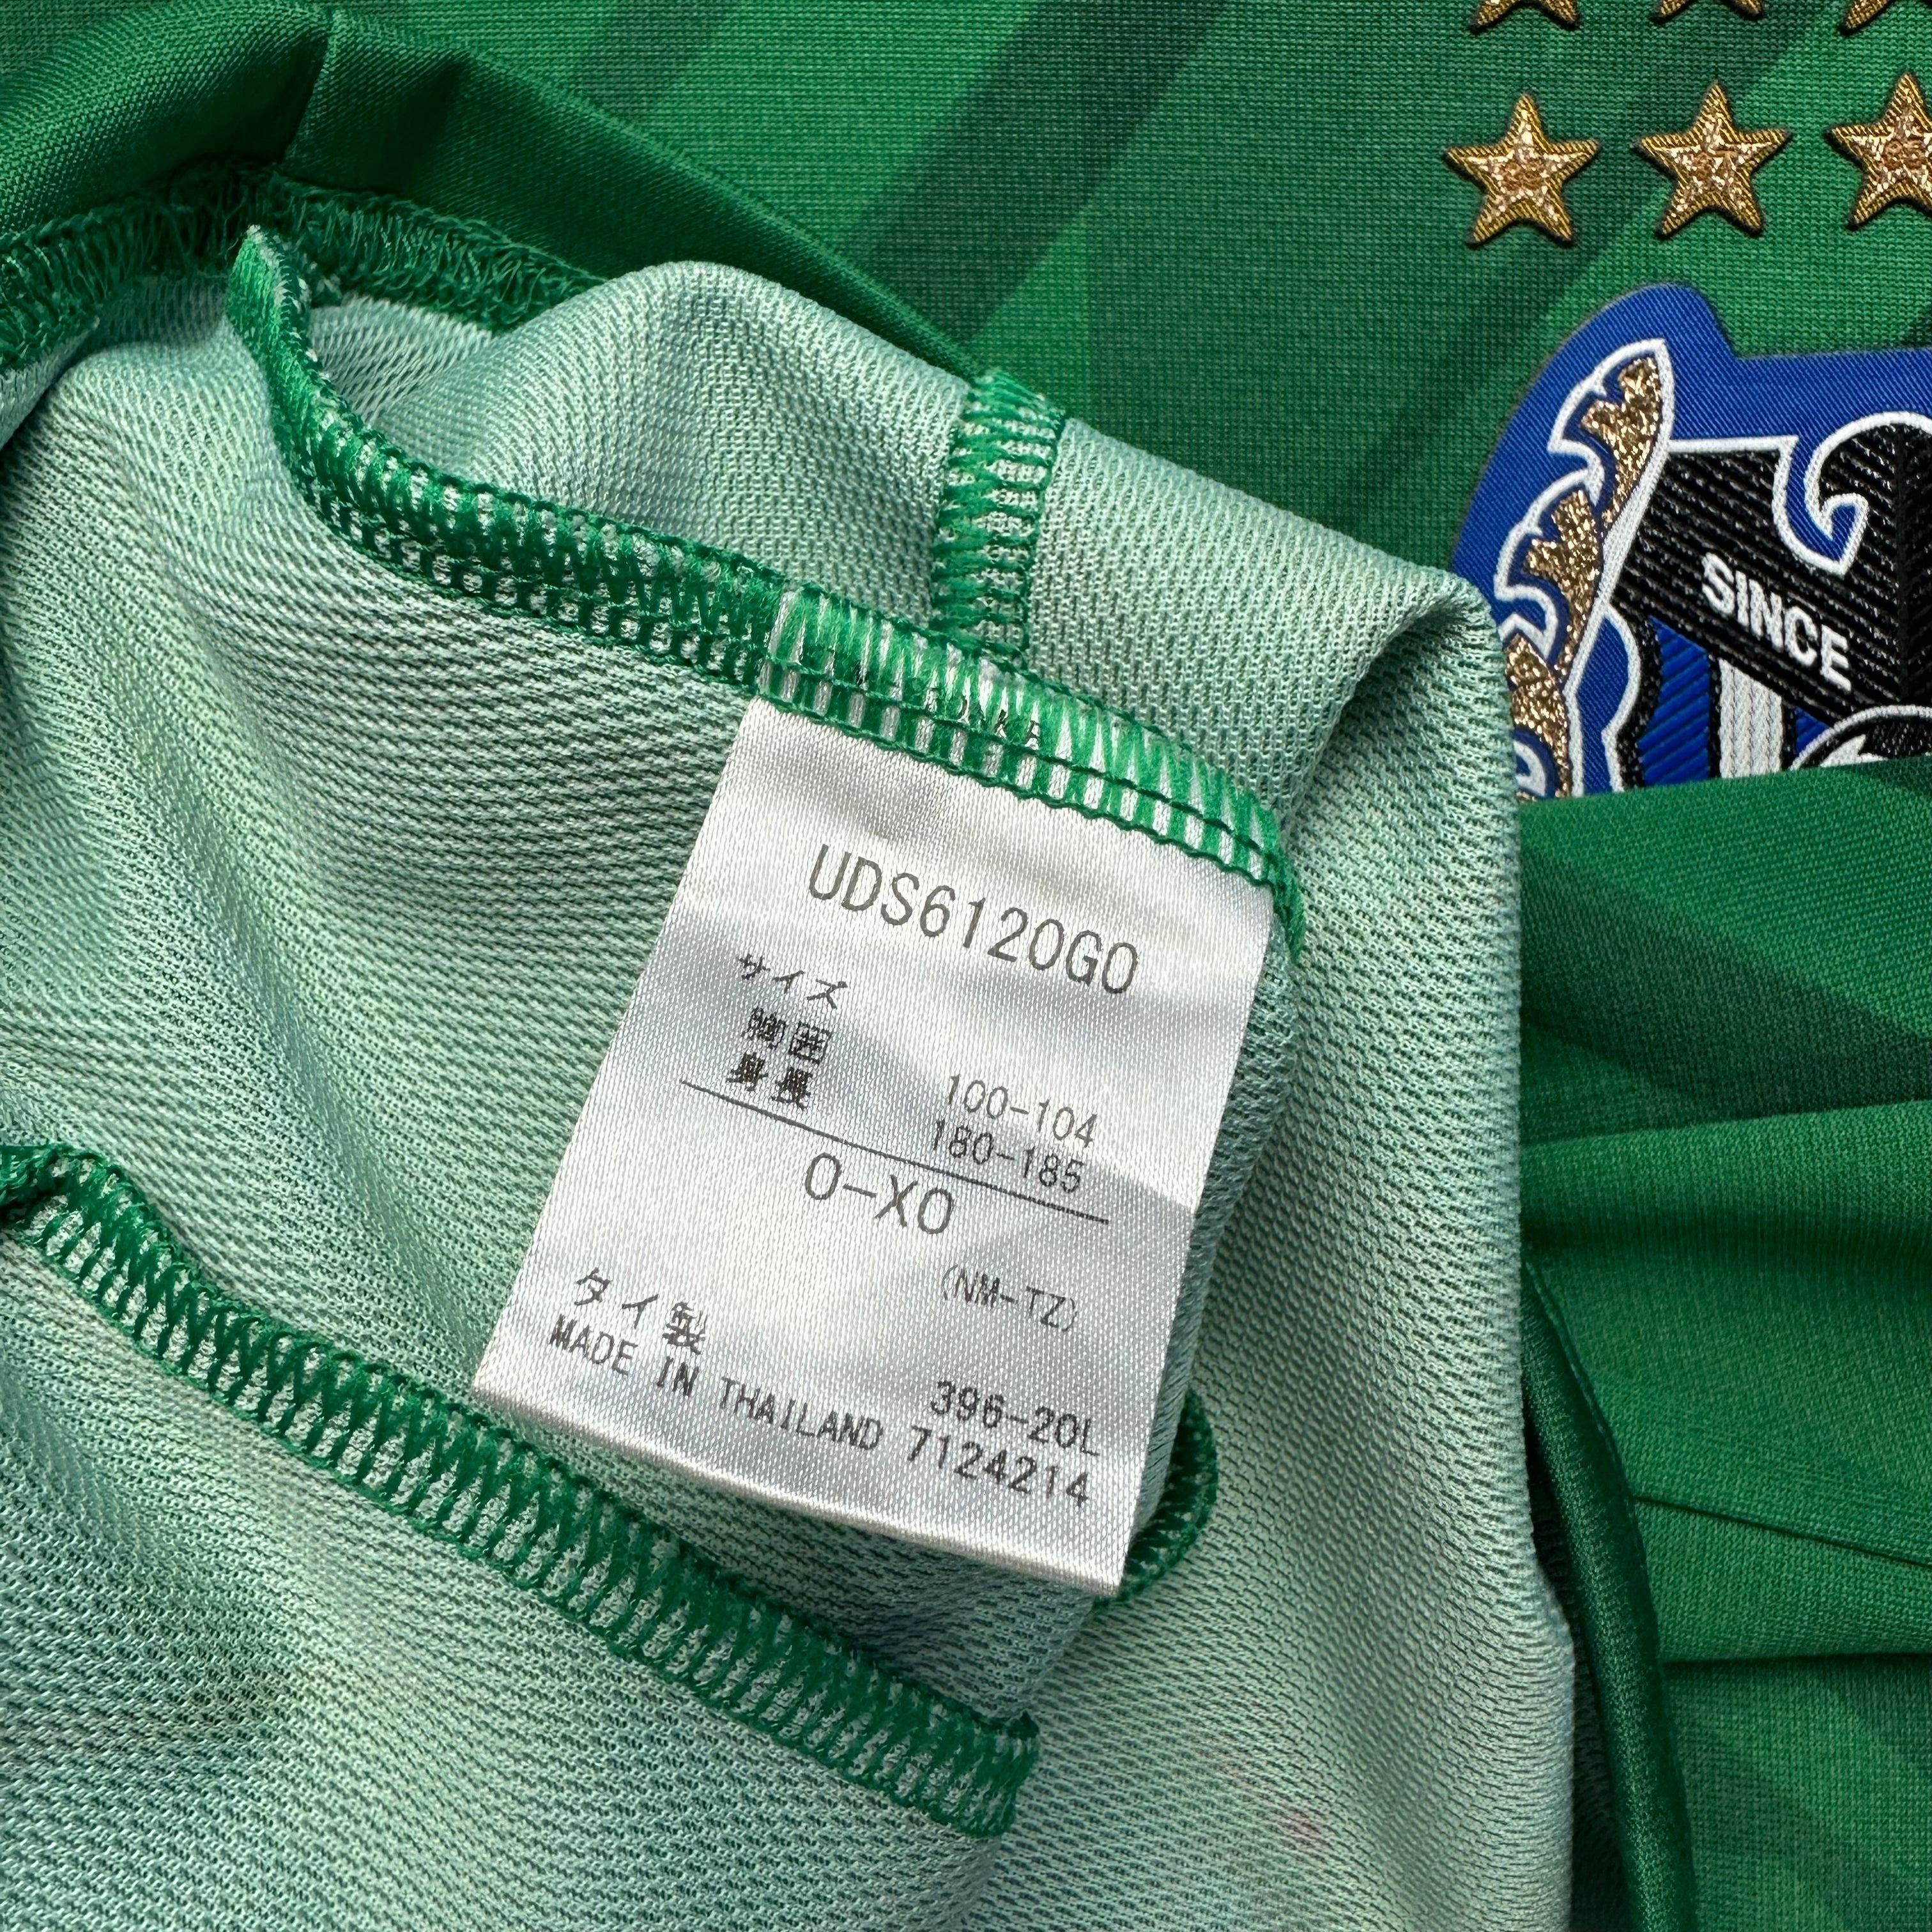 SINCE
UDS6120GO
サイズ
胸囲 100-104
身長 180-185
O-XO
(NM-TZ)
タイ製 396-20L
MADE IN THAILAND 7124214